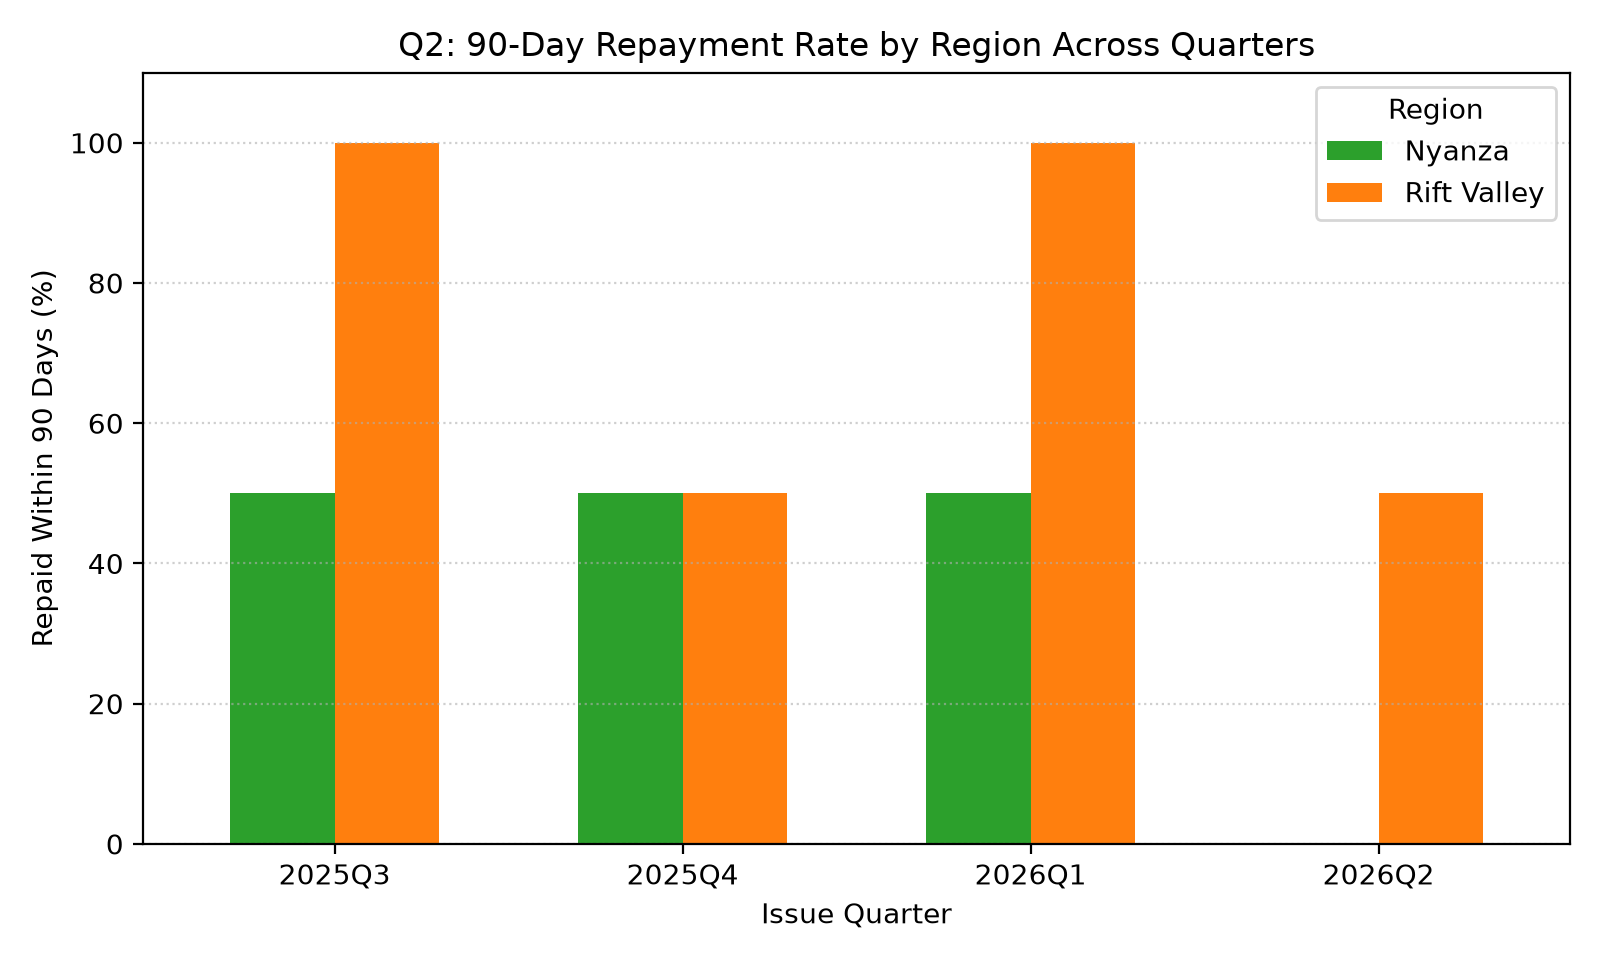 Q2: 90-Day Repayment Rate by Region Across Quarters
Region
Nyanza
Rift Valley
Repaid Within 90 Days (%)
100
80
60
40
20
0
2025Q3
2025Q4
2026Q1
2026Q2
Issue Quarter